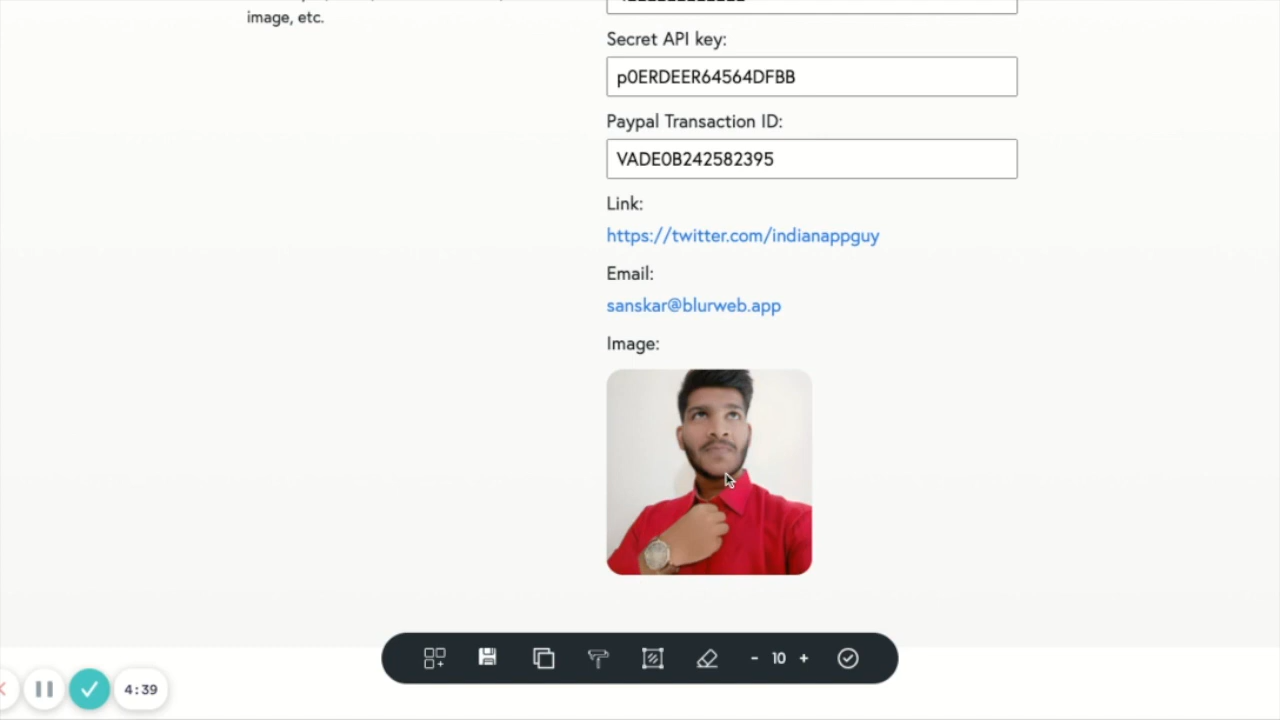 image, etc.
Secret API key:
p0ERDEER64564DFBB
Paypal Transaction ID:
VADE0B242582395
Link:
https://twitter.com/indianappguy
Email:
sanskar@blurweb.app
Image:
- 10 +
4:39